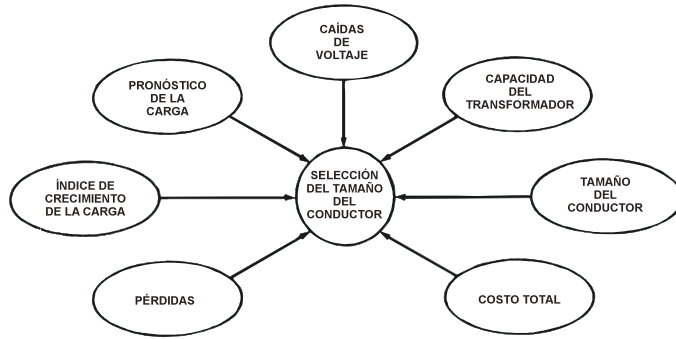 CAÍDAS
DE
VOLTAJE
PRONÓSTICO
DE LA
CARGA
CAPACIDAD
DEL
TRANSFORMADOR
ÍNDICE DE
CRECIMIENTO
DE LA CARGA
SELECCIÓN
DEL TAMAÑO
DEL
CONDUCTOR
TAMAÑO
DEL
CONDUCTOR
PÉRDIDAS
COSTO TOTAL